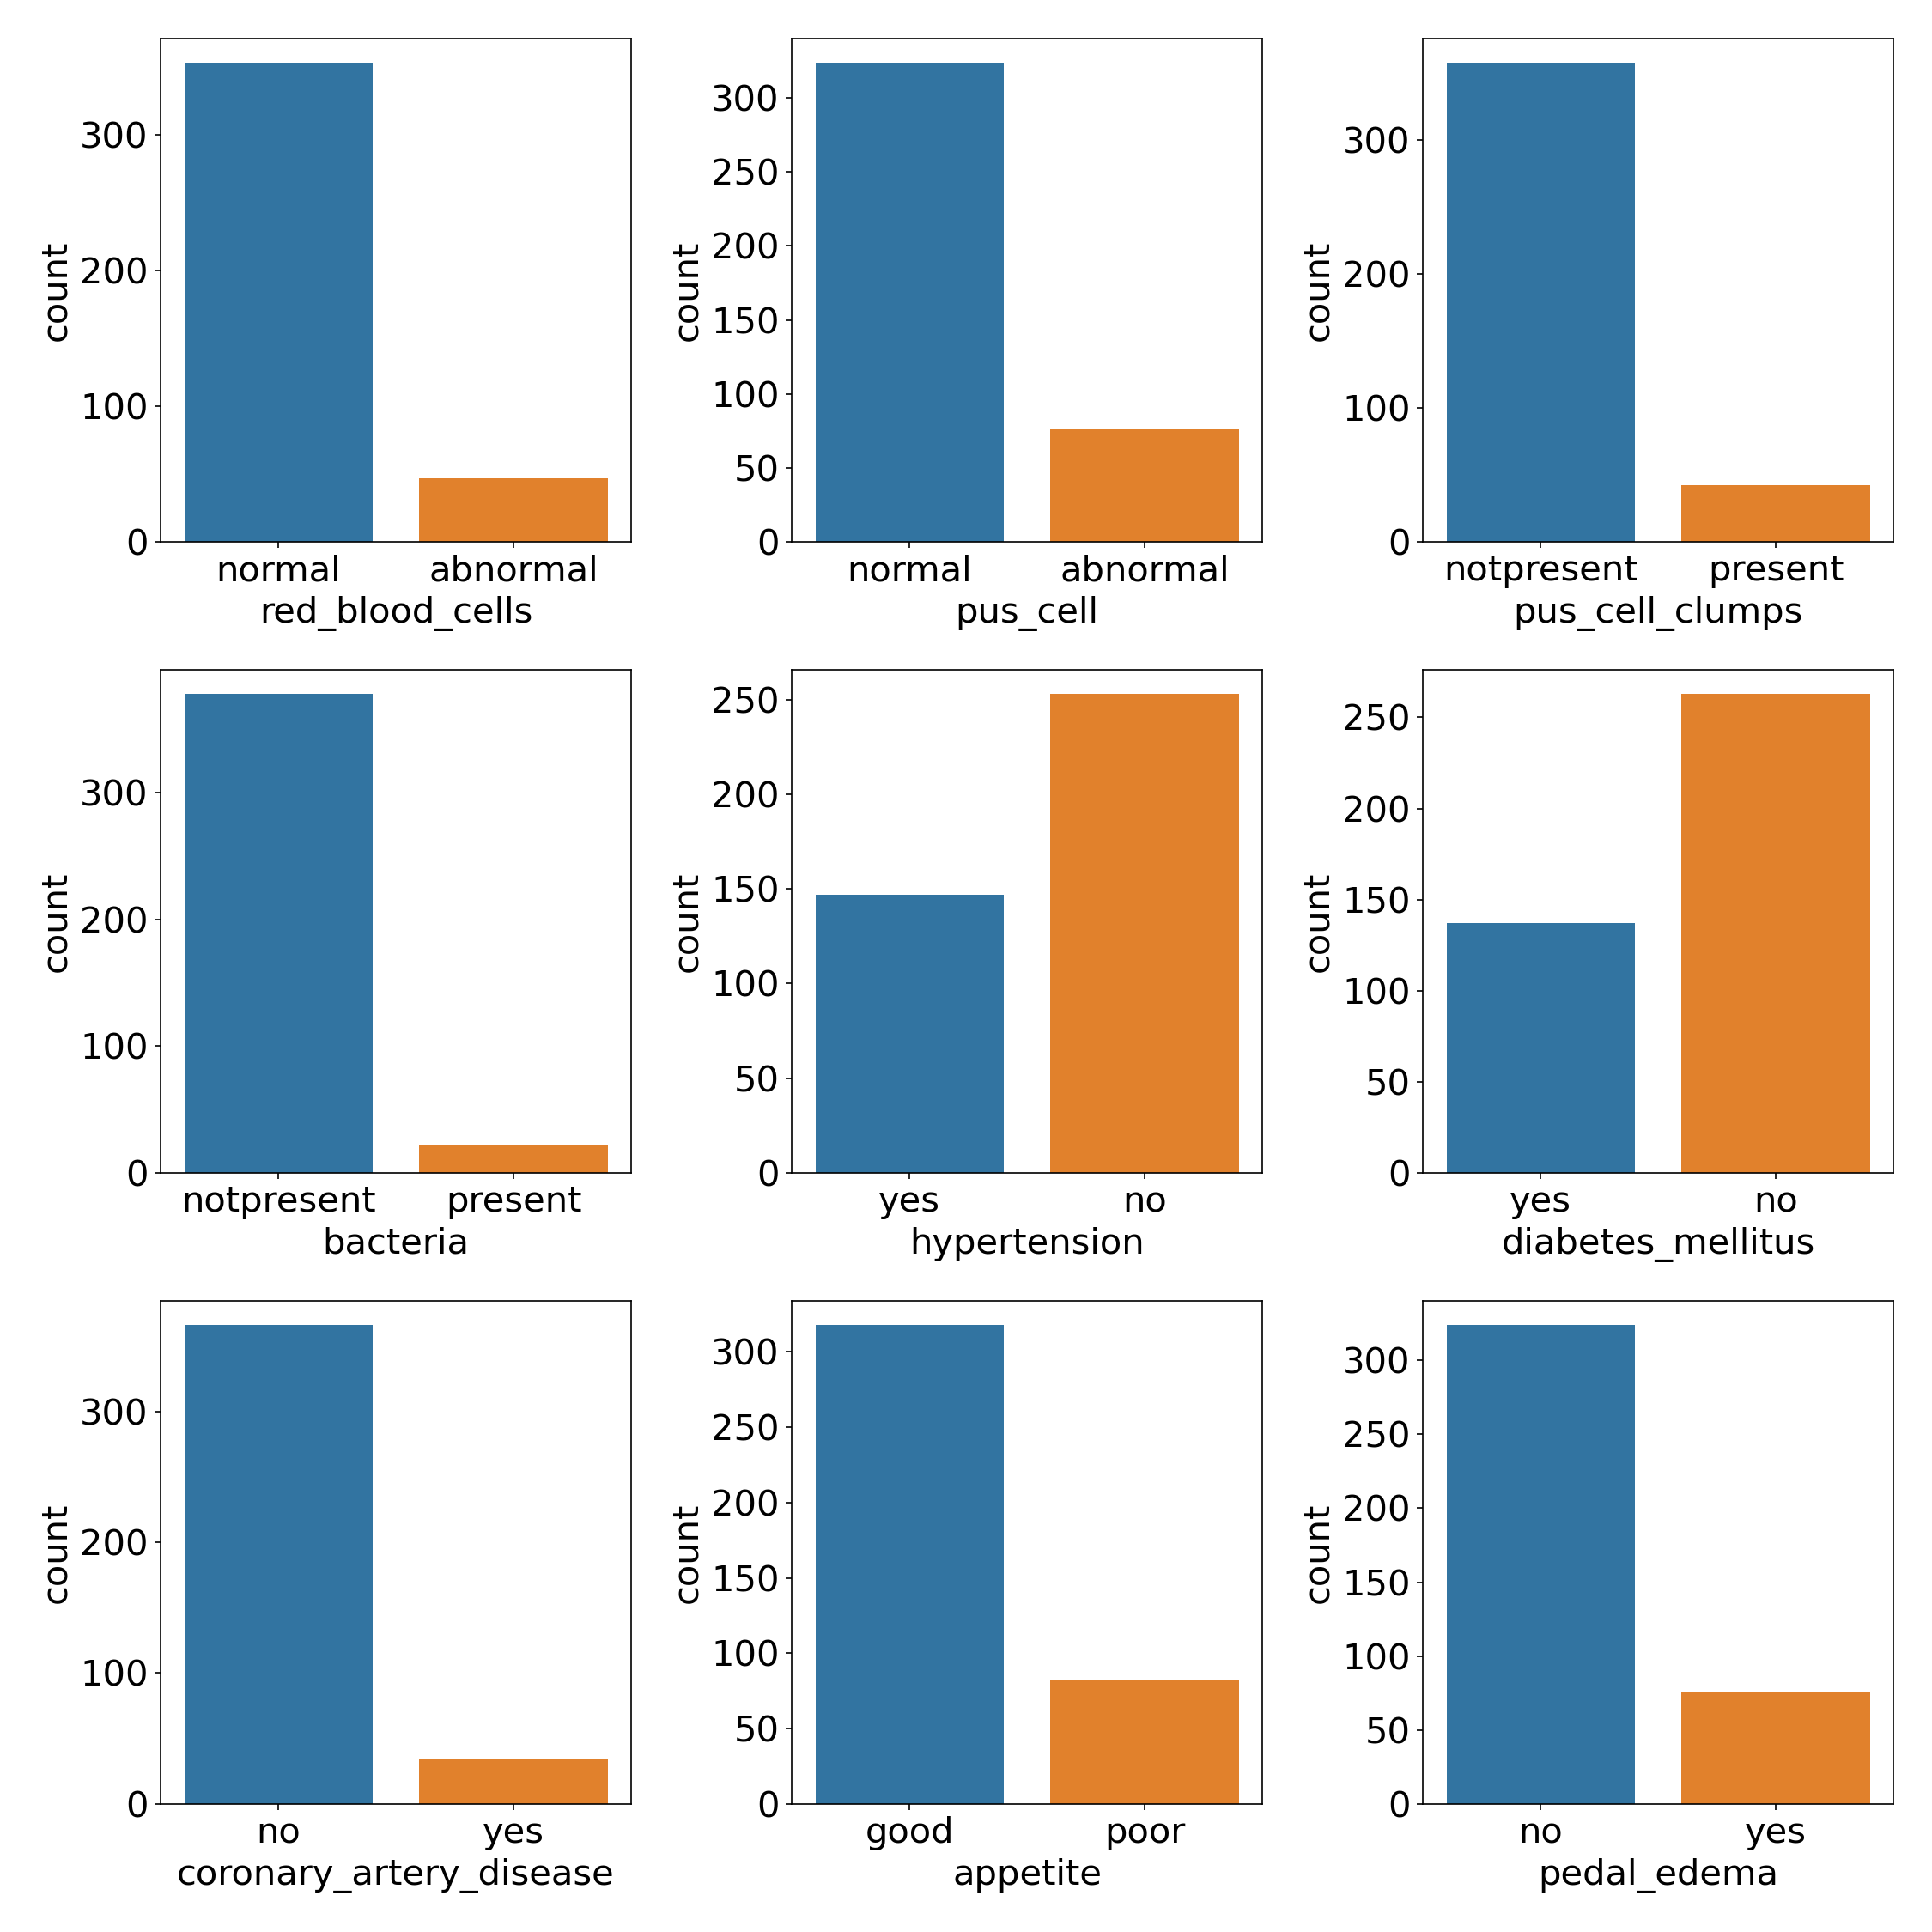 count
300
200
100
0
normal abnormal
red_blood_cells
count
300
250
200
150
100
50
0
normal abnormal
pus_cell
count
300
200
100
0
notpresent present
pus_cell_clumps
count
300
200
100
0
notpresent present
bacteria
count
250
200
150
100
50
0
yes no
hypertension
count
250
200
150
100
50
0
yes no
diabetes_mellitus
count
300
200
100
0
no yes
coronary_artery_disease
count
300
250
200
150
100
50
0
good poor
appetite
count
300
250
200
150
100
50
0
no yes
pedal_edema